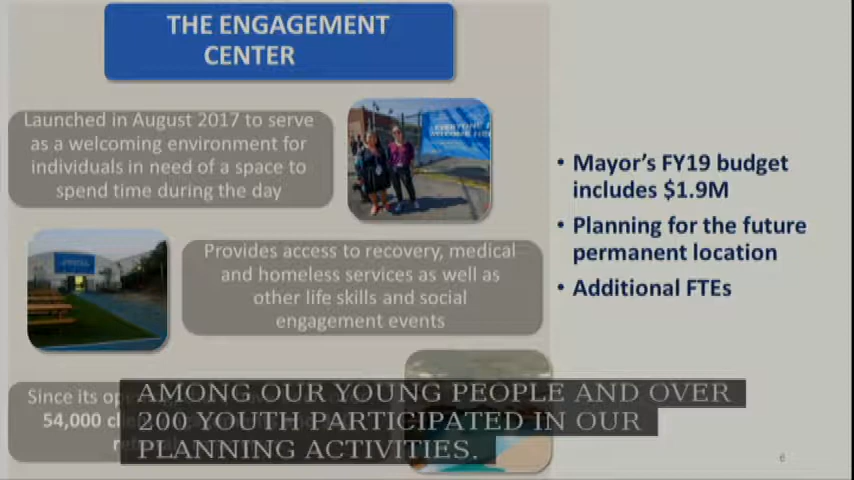 THE ENGAGEMENT
CENTER
Launched in August 2017 to serve
as a welcoming environment for
individuals in need of a space to
spend time during the day
EVERYONE
WELCOME
Provides access to recovery, medical
and homeless services as well as
other life skills and social
engagement events
Since its
54,000
• Mayor's FY19 budget
includes $1.9M
• Planning for the future
permanent location
• Additional FTEs
AMONG OUR YOUNG PEOPLE AND OVER
200 YOUTH PARTICIPATED IN OUR
PLANNING ACTIVITIES.
6